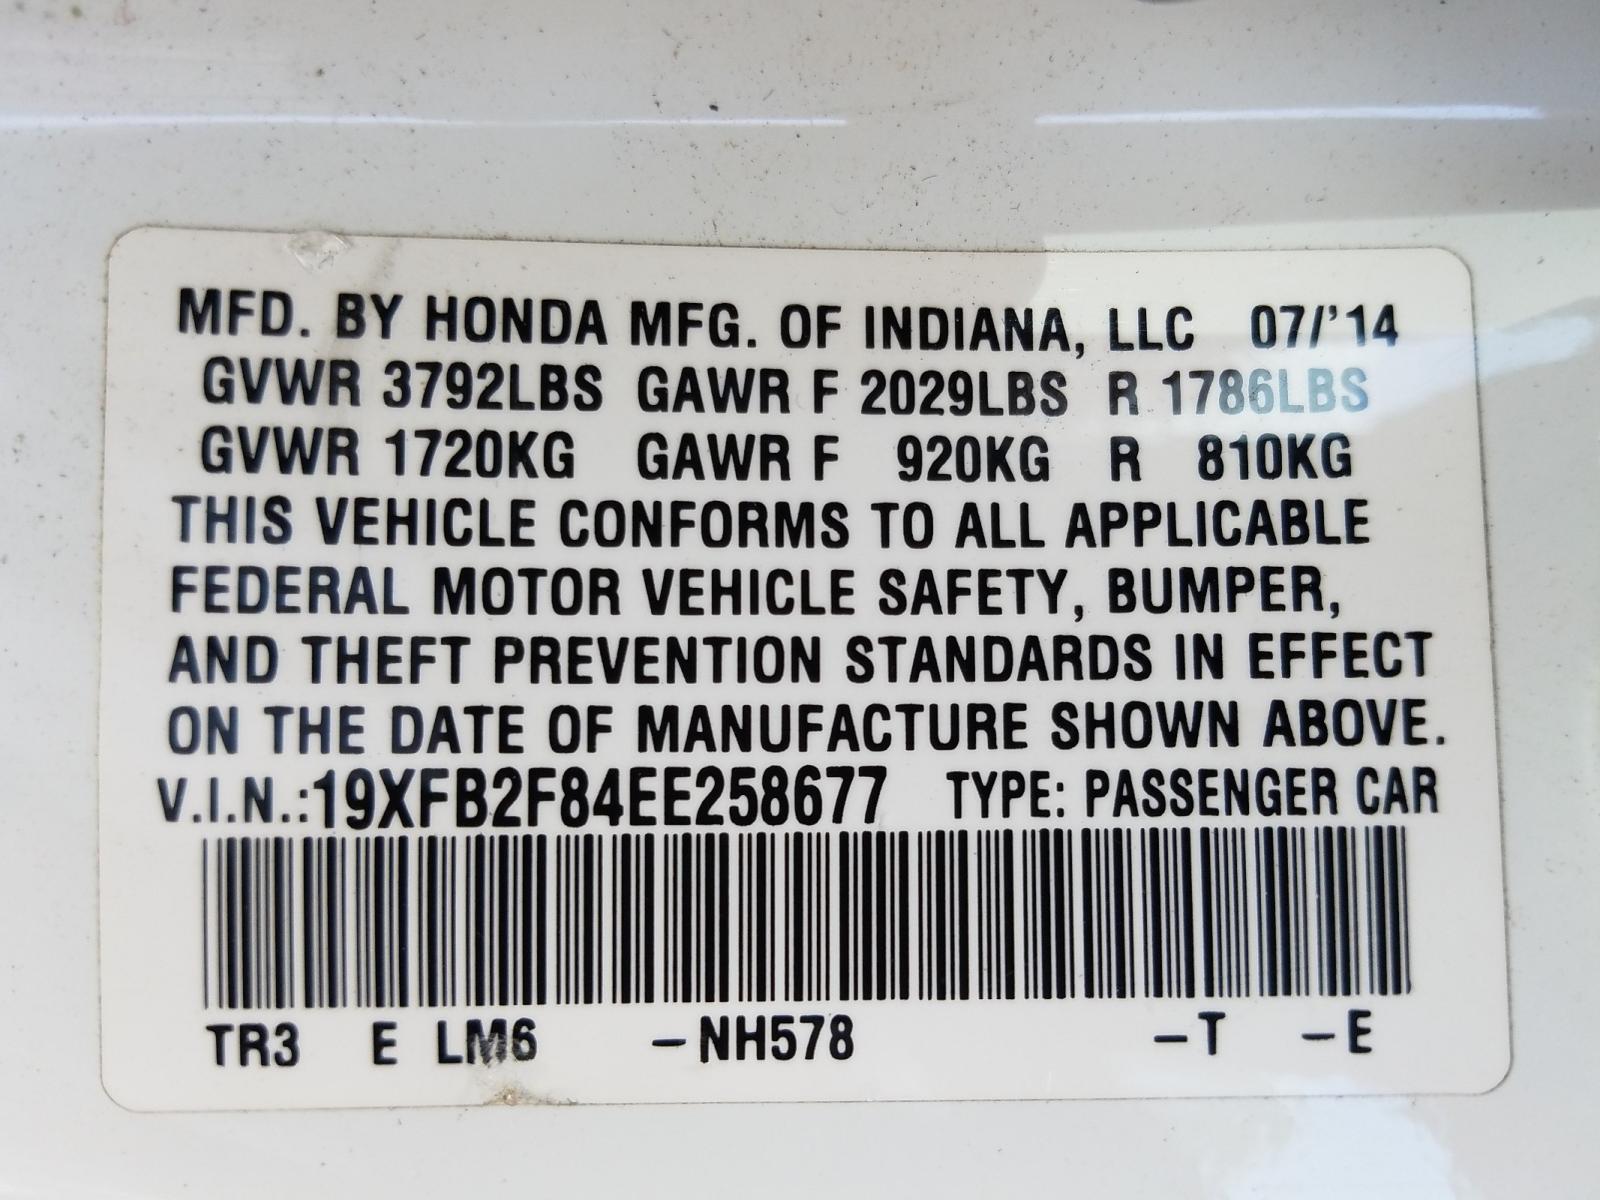 MFD. BY HONDA MFG. OF INDIANA, LLC 07/'14
GVWR 3792LBS GAWR F 2029LBS R 1786LBS
GVWR 1720KG GAWR F 920KG R 810KG
THIS VEHICLE CONFORMS TO ALL APPLICABLE
FEDERAL MOTOR VEHICLE SAFETY, BUMPER,
AND THEFT PREVENTION STANDARDS IN EFFECT
ON THE DATE OF MANUFACTURE SHOWN ABOVE.
V.I.N.:19XFB2F84EE258677 TYPE: PASSENGER CAR
TR3 E LM6 -NH578 -T -E